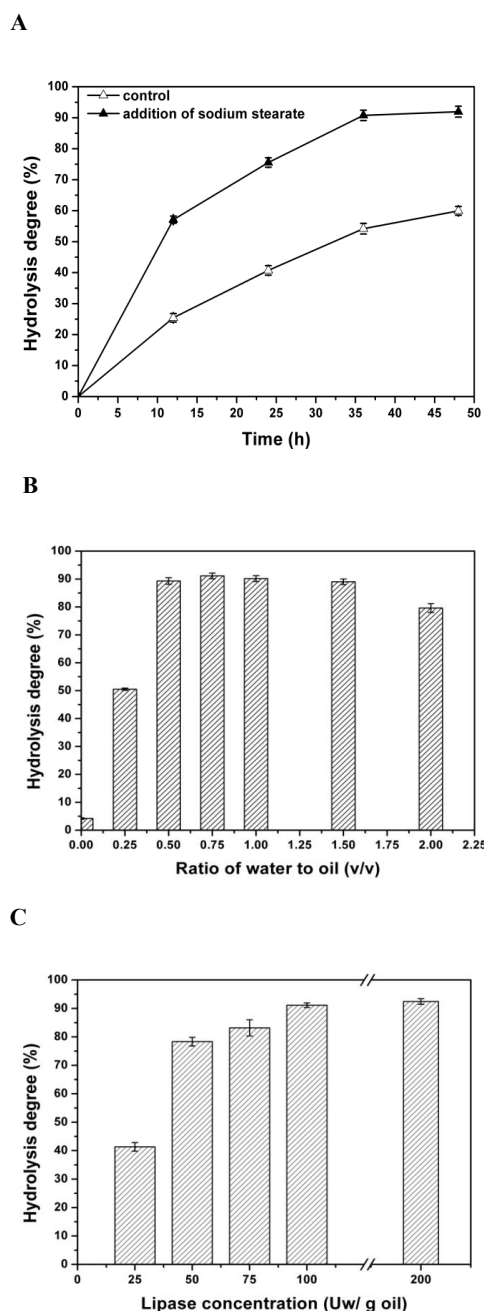 A
100
90
80
70
60
50
40
30
20
10
0
control
addition of sodium stearate
Hydrolysis degree (%)
0 5 10 15 20 25 30 35 40 45 50
Time (h)
B
100
90
80
70
60
50
40
30
20
10
0
Hydrolysis degree (%)
0.00 0.25 0.50 0.75 1.00 1.25 1.50 1.75 2.00 2.25
Ratio of water to oil (v/v)
C
100
90
80
70
60
50
40
30
20
10
0
Hydrolysis degree (%)
0 25 50 75 100 200
Lipase concentration (Uw/ g oil)